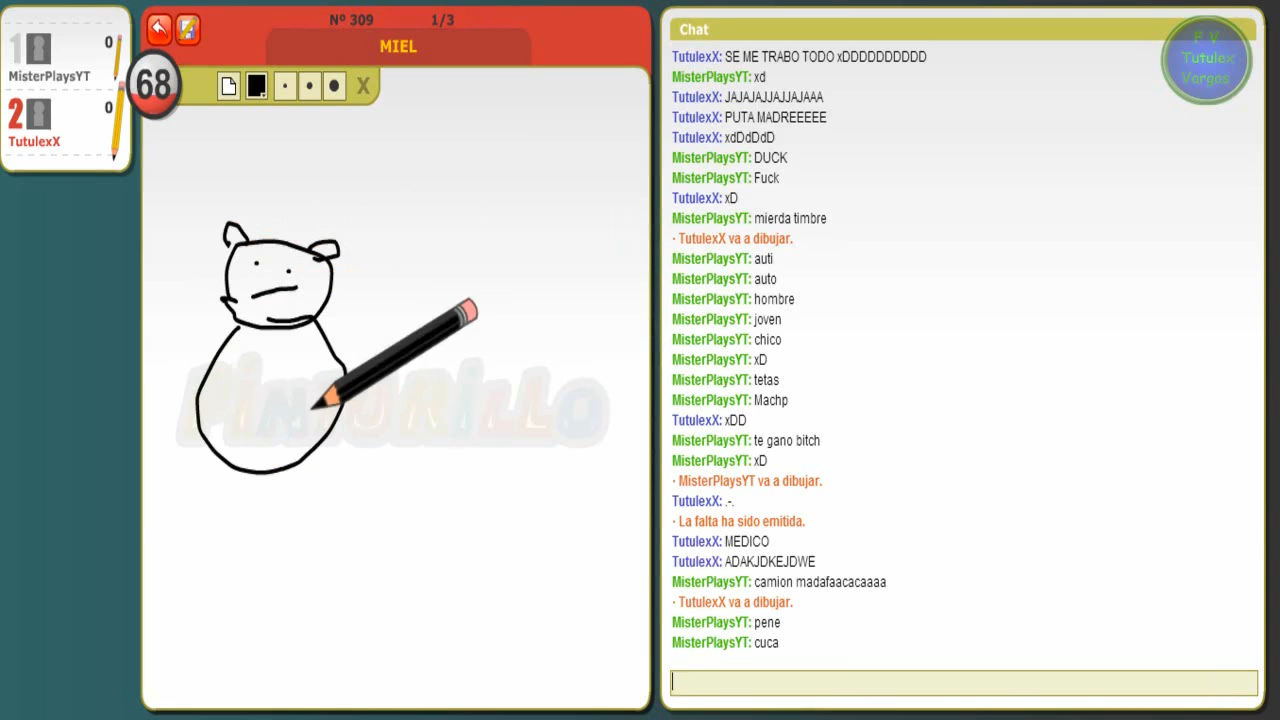 1
0
MisterPlaysYT
2
0
TutulexX
68
Nº 309 1/3
MIEL
X
PINTURILLO
Chat
TutulexX: SE ME TRABO TODO xDDDDDDDDDD
MisterPlaysYT: xd
TutulexX: JAJAJAJJAJJAJAAA
TutulexX: PUTA MADREEEEE
TutulexX: xdDdDdD
MisterPlaysYT: DUCK
MisterPlaysYT: Fuck
TutulexX: xD
MisterPlaysYT: mierda timbre
· TutulexX va a dibujar.
MisterPlaysYT: auti
MisterPlaysYT: auto
MisterPlaysYT: hombre
MisterPlaysYT: joven
MisterPlaysYT: chico
MisterPlaysYT: xD
MisterPlaysYT: tetas
MisterPlaysYT: Machp
TutulexX: xDD
MisterPlaysYT: te gano bitch
MisterPlaysYT: xD
· MisterPlaysYT va a dibujar.
TutulexX: .-.
· La falta ha sido emitida.
TutulexX: MEDICO
TutulexX: ADAKJDKEJDWE
MisterPlaysYT: camion madafaacacaaaa
· TutulexX va a dibujar.
MisterPlaysYT: pene
MisterPlaysYT: cuca
P V
Tutulex
Vargas